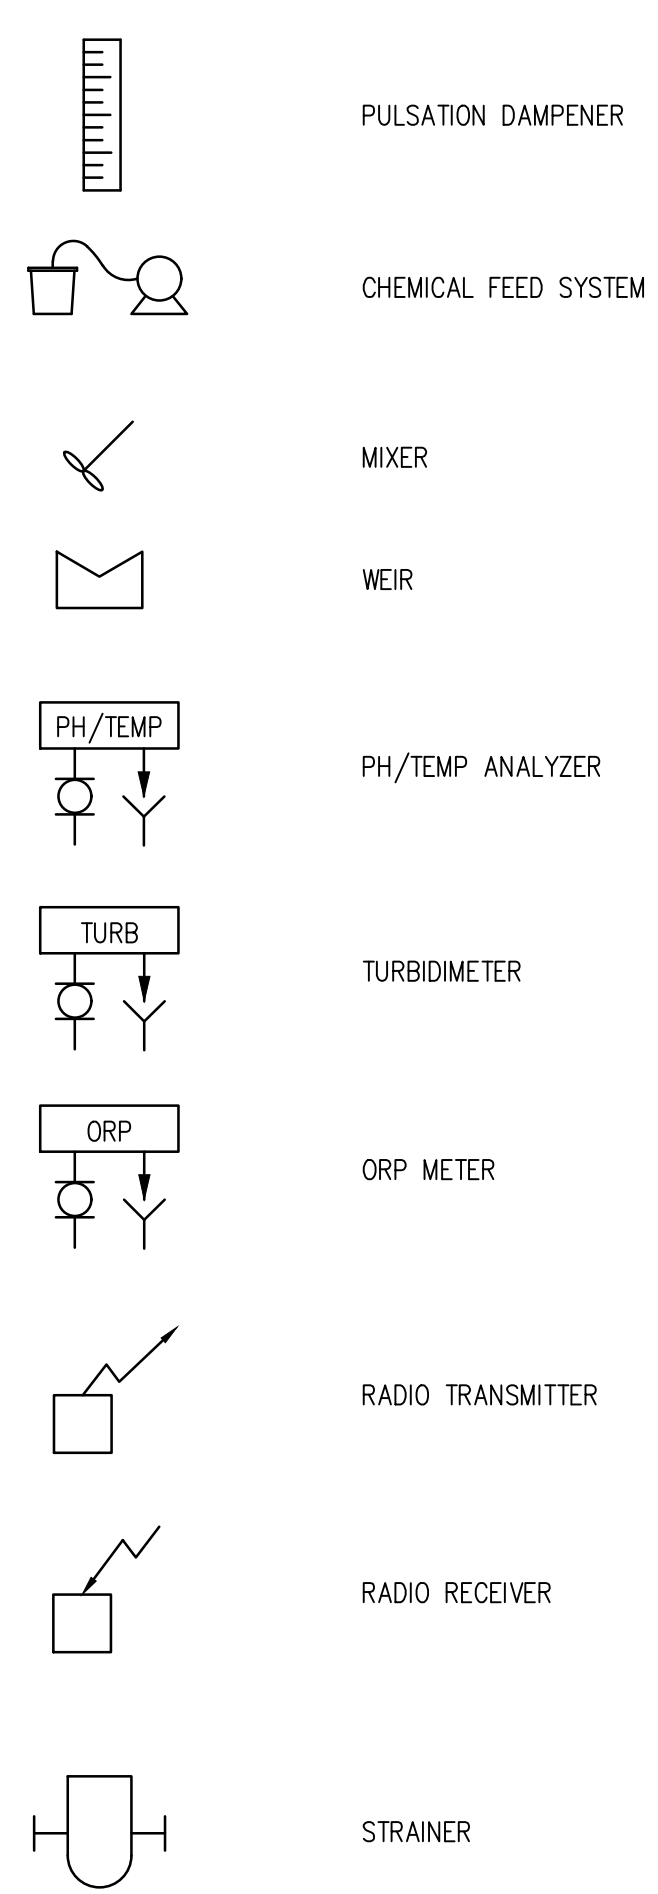 PULSATION DAMPENER
CHEMICAL FEED SYSTEM
MIXER
WEIR
PH/TEMP
PH/TEMP ANALYZER
TURB
TURBIDIMETER
ORP
ORP METER
RADIO TRANSMITTER
RADIO RECEIVER
STRAINER